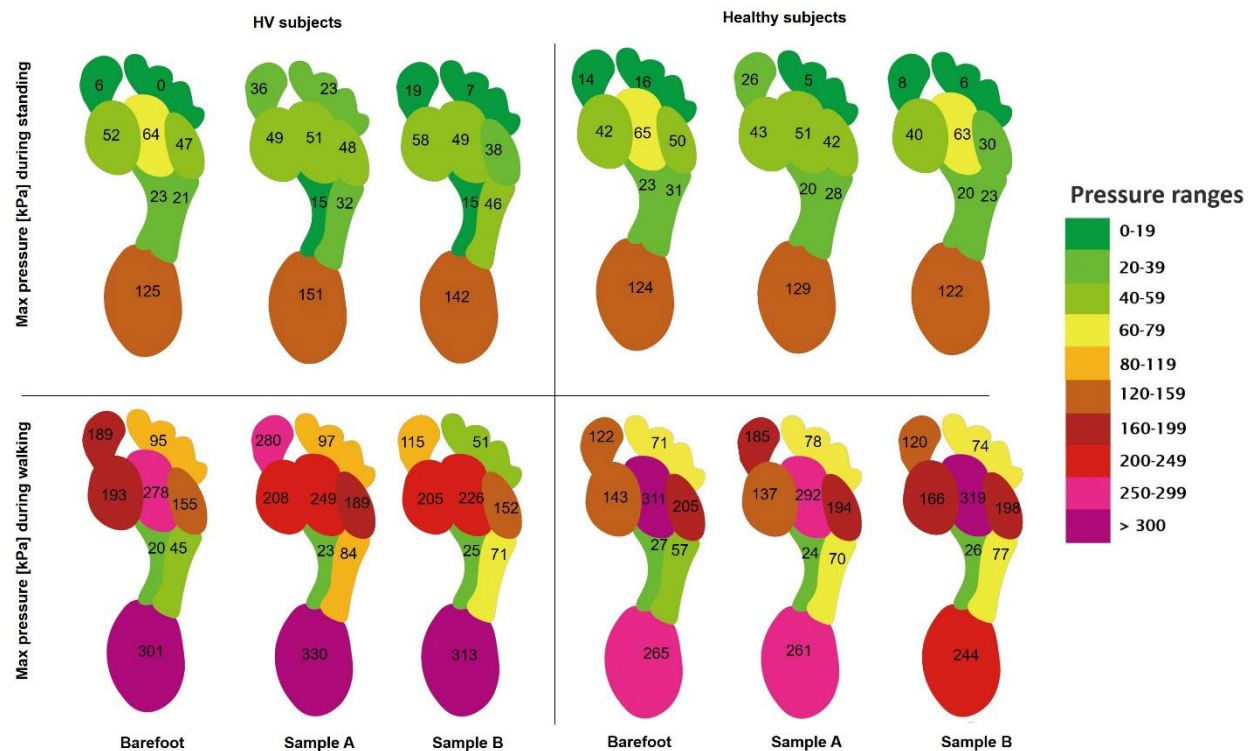 HV subjects
Healthy subjects
Max pressure [kPa] during standing
6 0
52 64 47
23 21
125
36 23
49 51 48
15 32
151
19 7
58 49 38
15 46
142
14 16
42 65 50
23 31
124
26 5
43 51 42
20 28
129
8 6
40 63 30
20 23
122
Pressure ranges
0-19
20-39
40-59
60-79
80-119
120-159
160-199
200-249
250-299
> 300
Max pressure [kPa] during walking
189 95
193 278 155
20 45
301
280 97
208 249 189
23 84
330
115 51
205 226 152
25 71
313
122 71
143 311 205
27 57
265
185 78
137 292 194
24 70
261
120 74
166 319 198
26 77
244
Barefoot
Sample A
Sample B
Barefoot
Sample A
Sample B